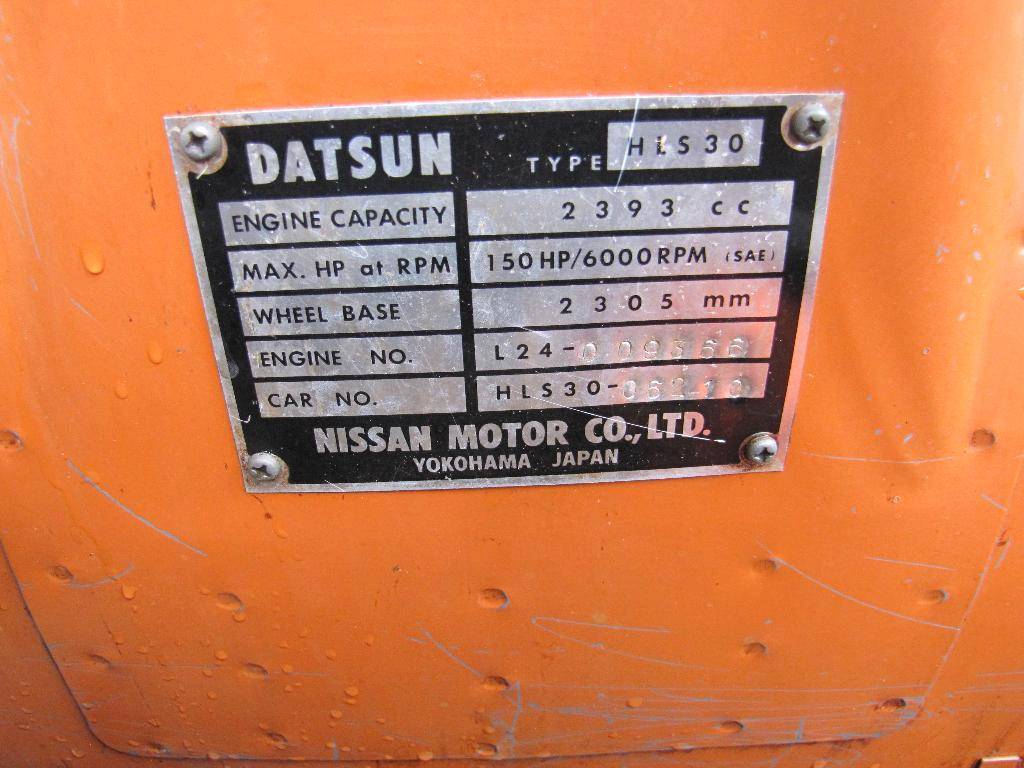 DATSUN TYPE HLS30
ENGINE CAPACITY 2393 cc
MAX. HP at RPM 150HP/6000RPM (SAE)
WHEEL BASE 2305 mm
ENGINE NO. L24-009366
CAR NO. HLS30-
NISSAN MOTOR CO., LTD.
YOKOHAMA JAPAN